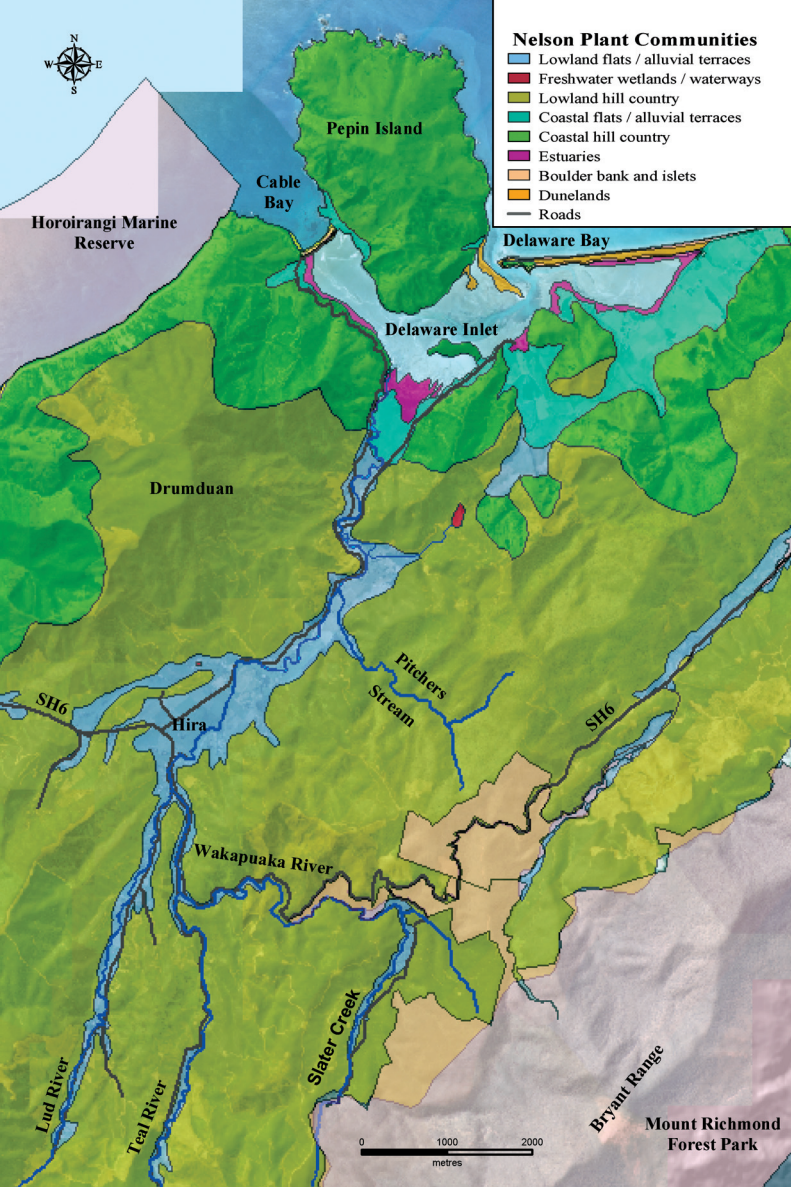 N
W
E
S
Nelson Plant Communities
Lowland flats / alluvial terraces
Freshwater wetlands / waterways
Lowland hill country
Coastal flats / alluvial terraces
Coastal hill country
Estuaries
Boulder bank and islets
Dunelands
Roads
Pepin Island
Cable
Bay
Horoirangi Marine
Reserve
Delaware Bay
Delaware Inlet
Drumduan
Pitchers
Stream
SH6
SH6
Hira
Wakapuaka River
Slater Creek
Lud River
Teal River
Bryant Range
Mount Richmond
Forest Park
0 1000 2000
metres